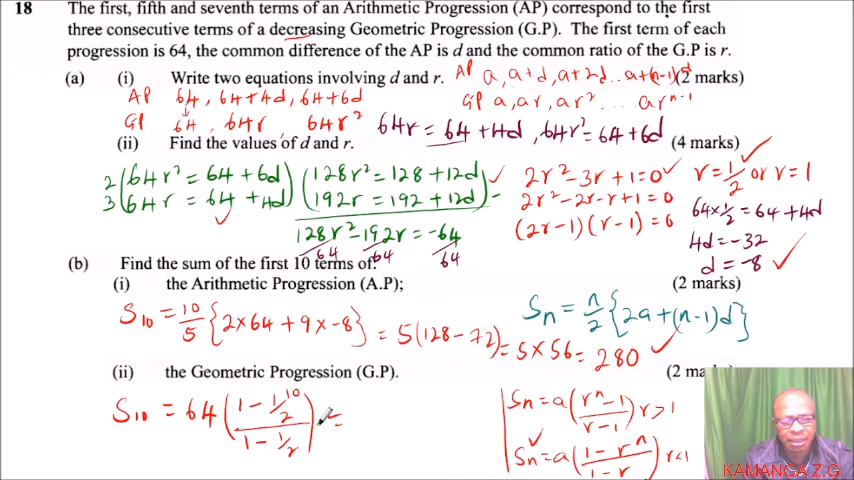 18 The first, fifth and seventh terms of an Arithmetic Progression (AP) correspond to the first
three consecutive terms of a decreasing Geometric Progression (G.P). The first term of each
progression is 64, the common difference of the AP is d and the common ratio of the G.P is r.
(a) (i) Write two equations involving d and r. AP a, a+d, a+2d, ... a+(n-1)d (2 marks)
AP 64, 64+4d, 64+6d GP a, ar, ar² .... ar^n-1
GP 64, 64r, 64r² 64r = 64+4d, 64r² = 64+6d
(ii) Find the values of d and r. (4 marks)
2(64r² = 64+6d) (128r² = 128+12d) ✓ 2r²-3r+1=0 ✓ r=1/2 or r=1
3(64r = 64+4d) (192r = 192+12d) - 2r²-2r-r+1=0 64×1/2=64+4d
128r²-192r = -64 (2r-1)(r-1)=0 4d=-32
64 64 64 d=-8 ✓
(b) Find the sum of the first 10 terms of:
(i) the Arithmetic Progression (A.P); (2 marks)
S10 = 10/5 {2×64+9×-8} = 5(128-72) = 5×56 = 280 ✓ Sn = n/2 {2a+(n-1)d}
(ii) the Geometric Progression (G.P). (2 ma
S10 = 64 (1-1/2^10 / 1-1/2) = Sn = a(r^n-1 / r-1) r>1
Sn = a(1-r^n / 1-r) r<1
KAMANGA Z.G.